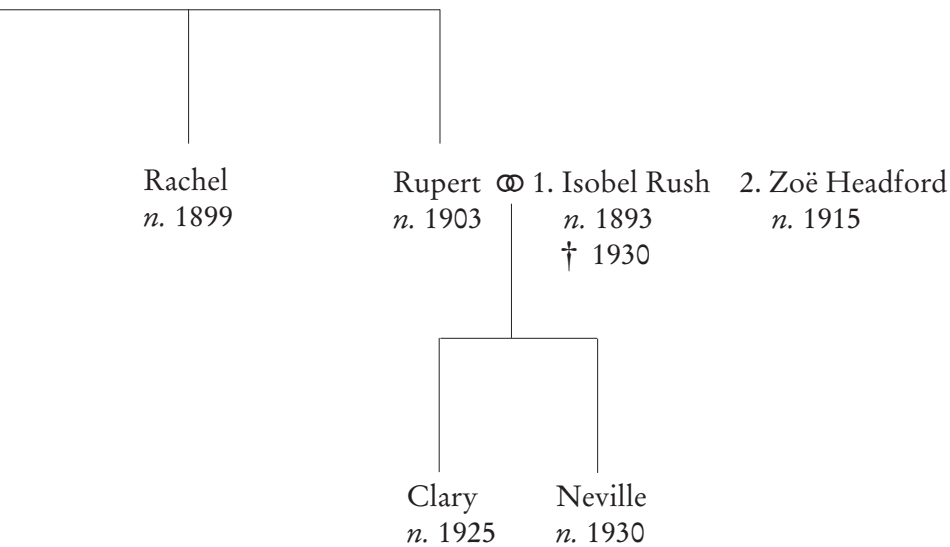 Rachel
n. 1899
Rupert ⚭ 1. Isobel Rush 2. Zoë Headford
n. 1903 n. 1893 n. 1915
† 1930
Clary Neville
n. 1925 n. 1930